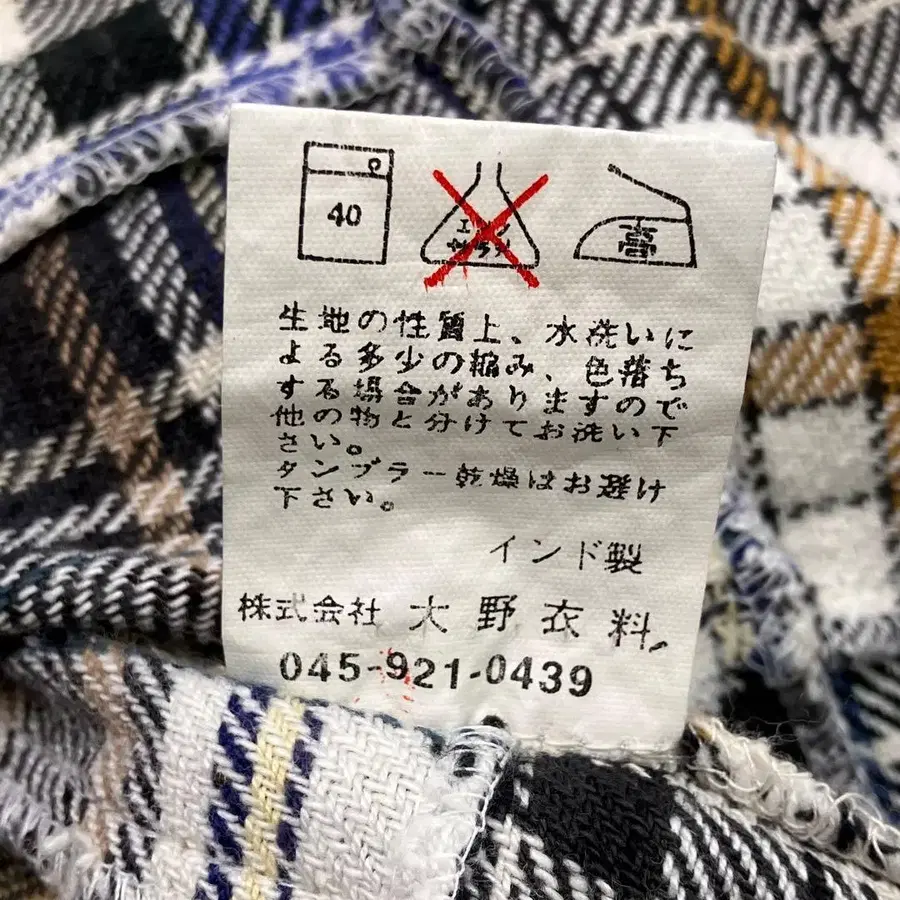 40
エンソ
サラシ
高
生地の性質上、水洗いに
よる多少の縮み、色落ち
する場合がありますので
他の物と分けてお洗い下
さい。
タンブラー乾燥はお避け
下さい。
インド製
株式会社 大野衣料
045-921-0439